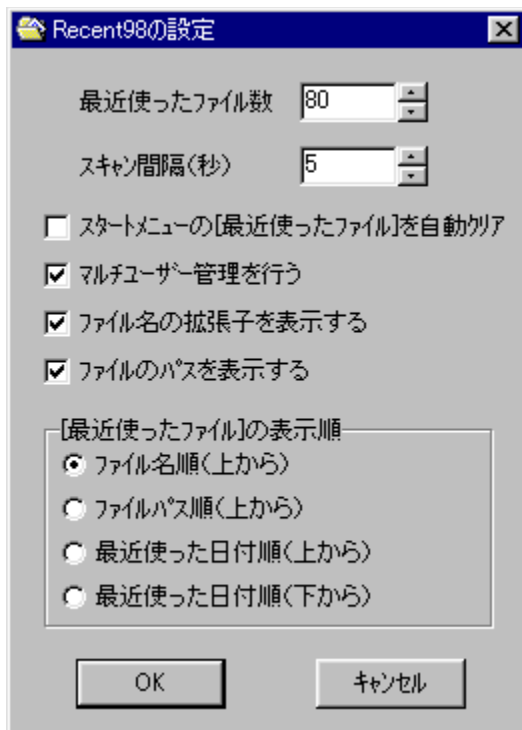 Recent98の設定
最近使ったファイル数 80
スキャン間隔(秒) 5
スタートメニューの[最近使ったファイル]を自動クリア
マルチユーザー管理を行う
ファイル名の拡張子を表示する
ファイルのパスを表示する
[最近使ったファイル]の表示順
ファイル名順(上から)
ファイルパス順(上から)
最近使った日付順(上から)
最近使った日付順(下から)
OK キャンセル